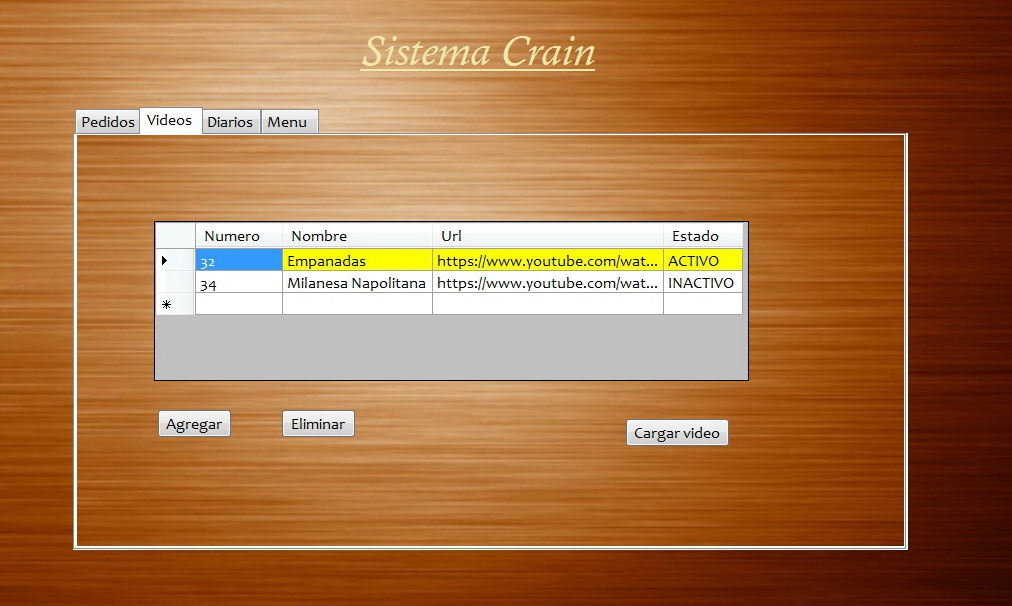 Sistema Crain
Pedidos Videos Diarios Menu
Numero Nombre Url Estado
32 Empanadas https://www.youtube.com/wat... ACTIVO
34 Milanesa Napolitana https://www.youtube.com/wat... INACTIVO
*
Agregar Eliminar Cargar video